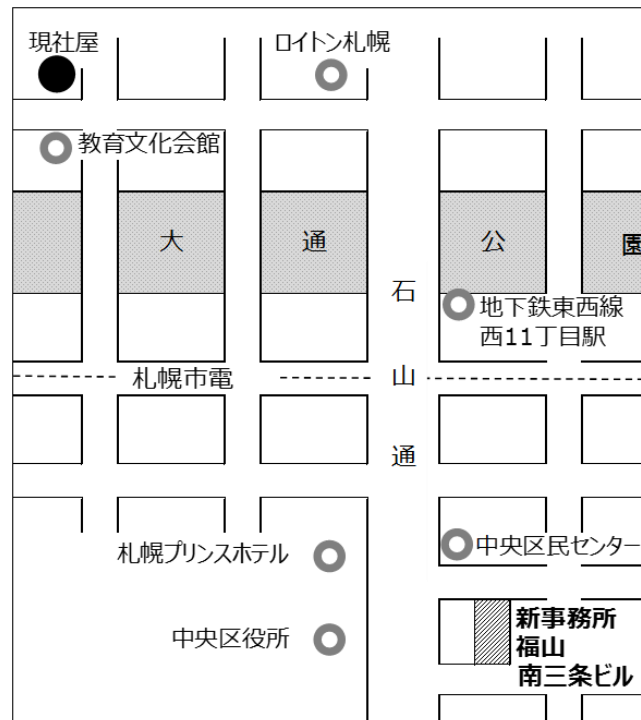 現社屋
ロイトン札幌
教育文化会館
大
通
公
園
石
山
通
地下鉄東西線
西11丁目駅
札幌市電
札幌プリンスホテル
中央区民センター
中央区役所
新事務所
福山
南三条ビル